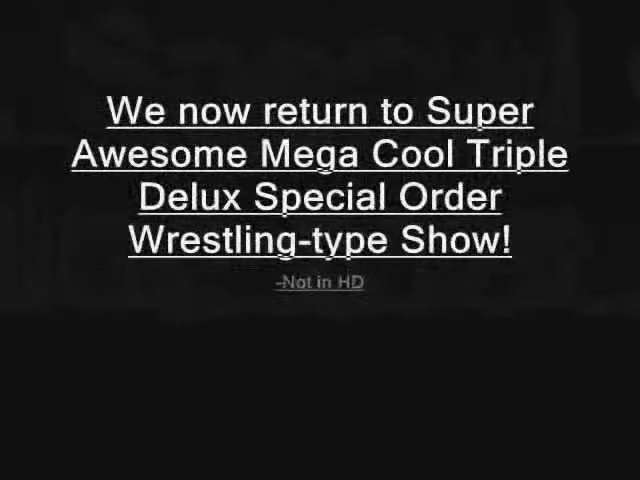 We now return to Super
Awesome Mega Cool Triple
Delux Special Order
Wrestling-type Show!
-Not in HD